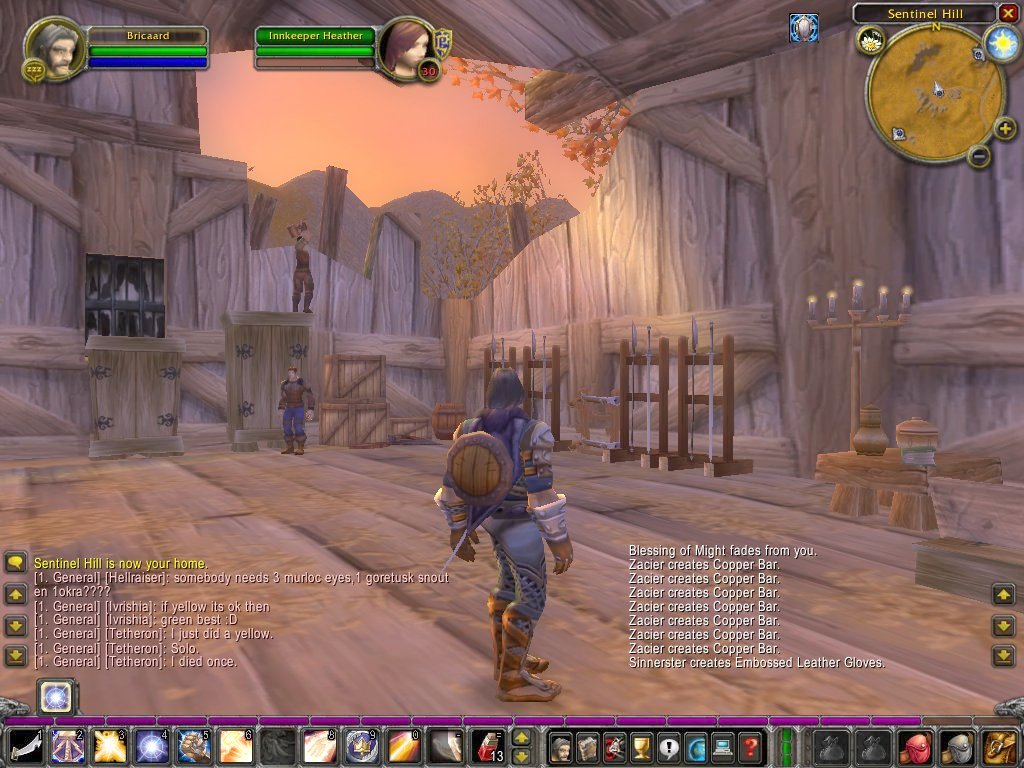 Sentinel Hill
N
Bricaard
Innkeeper Heather
zzz
30
Sentinel Hill is now your home.
[1. General] [Hellraiser]: somebody needs 3 murloc eyes,1 goretusk snout
en 1okra????
[1. General] [Ivrishia]: if yellow its ok then
[1. General] [Ivrishia]: green best :D
[1. General] [Tetheron]: I just did a yellow.
[1. General] [Tetheron]: Solo.
[1. General] [Tetheron]: I died once.
Blessing of Might fades from you.
Zacier creates Copper Bar.
Zacier creates Copper Bar.
Zacier creates Copper Bar.
Zacier creates Copper Bar.
Zacier creates Copper Bar.
Zacier creates Copper Bar.
Zacier creates Copper Bar.
Sinnerster creates Embossed Leather Gloves.
1 2 3 4 5 6 7 8 9 0 - =
13